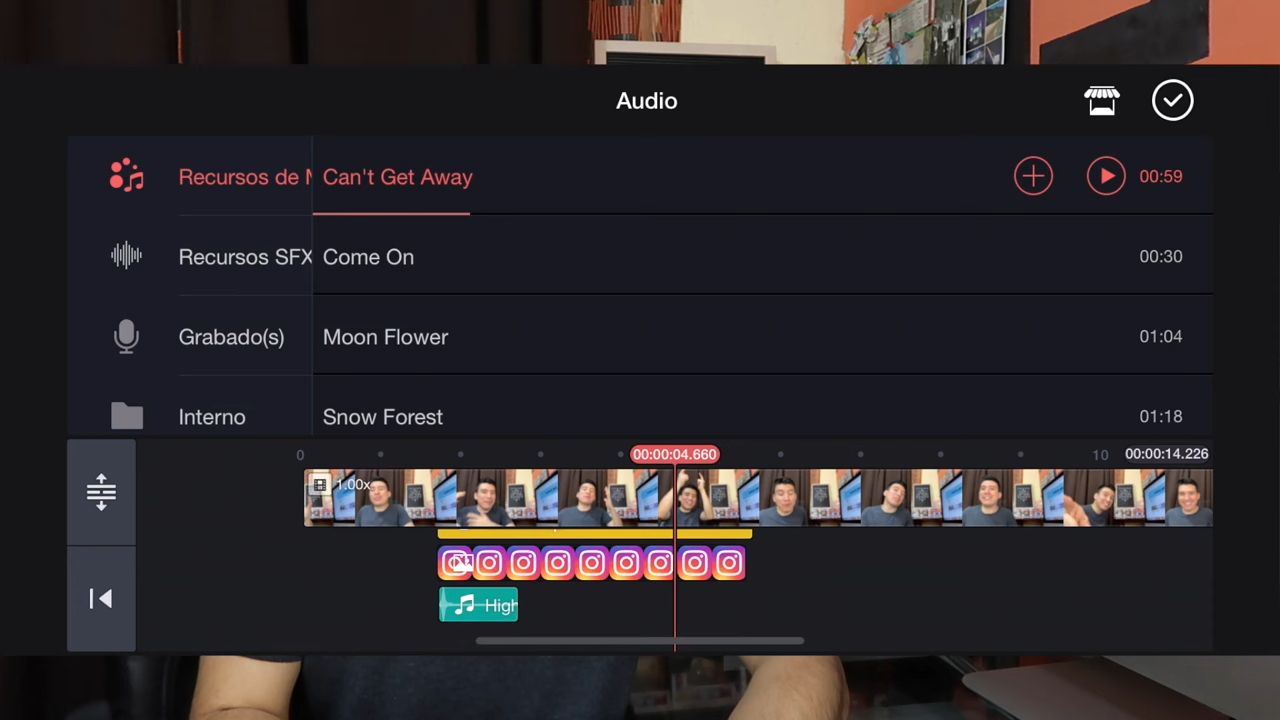 Audio
Recursos de M
Can't Get Away
00:59
Recursos SFX
Come On
00:30
Grabado(s)
Moon Flower
01:04
Interno
Snow Forest
01:18
0
00:00:04.660
10
00:00:14.226
1.00x
High